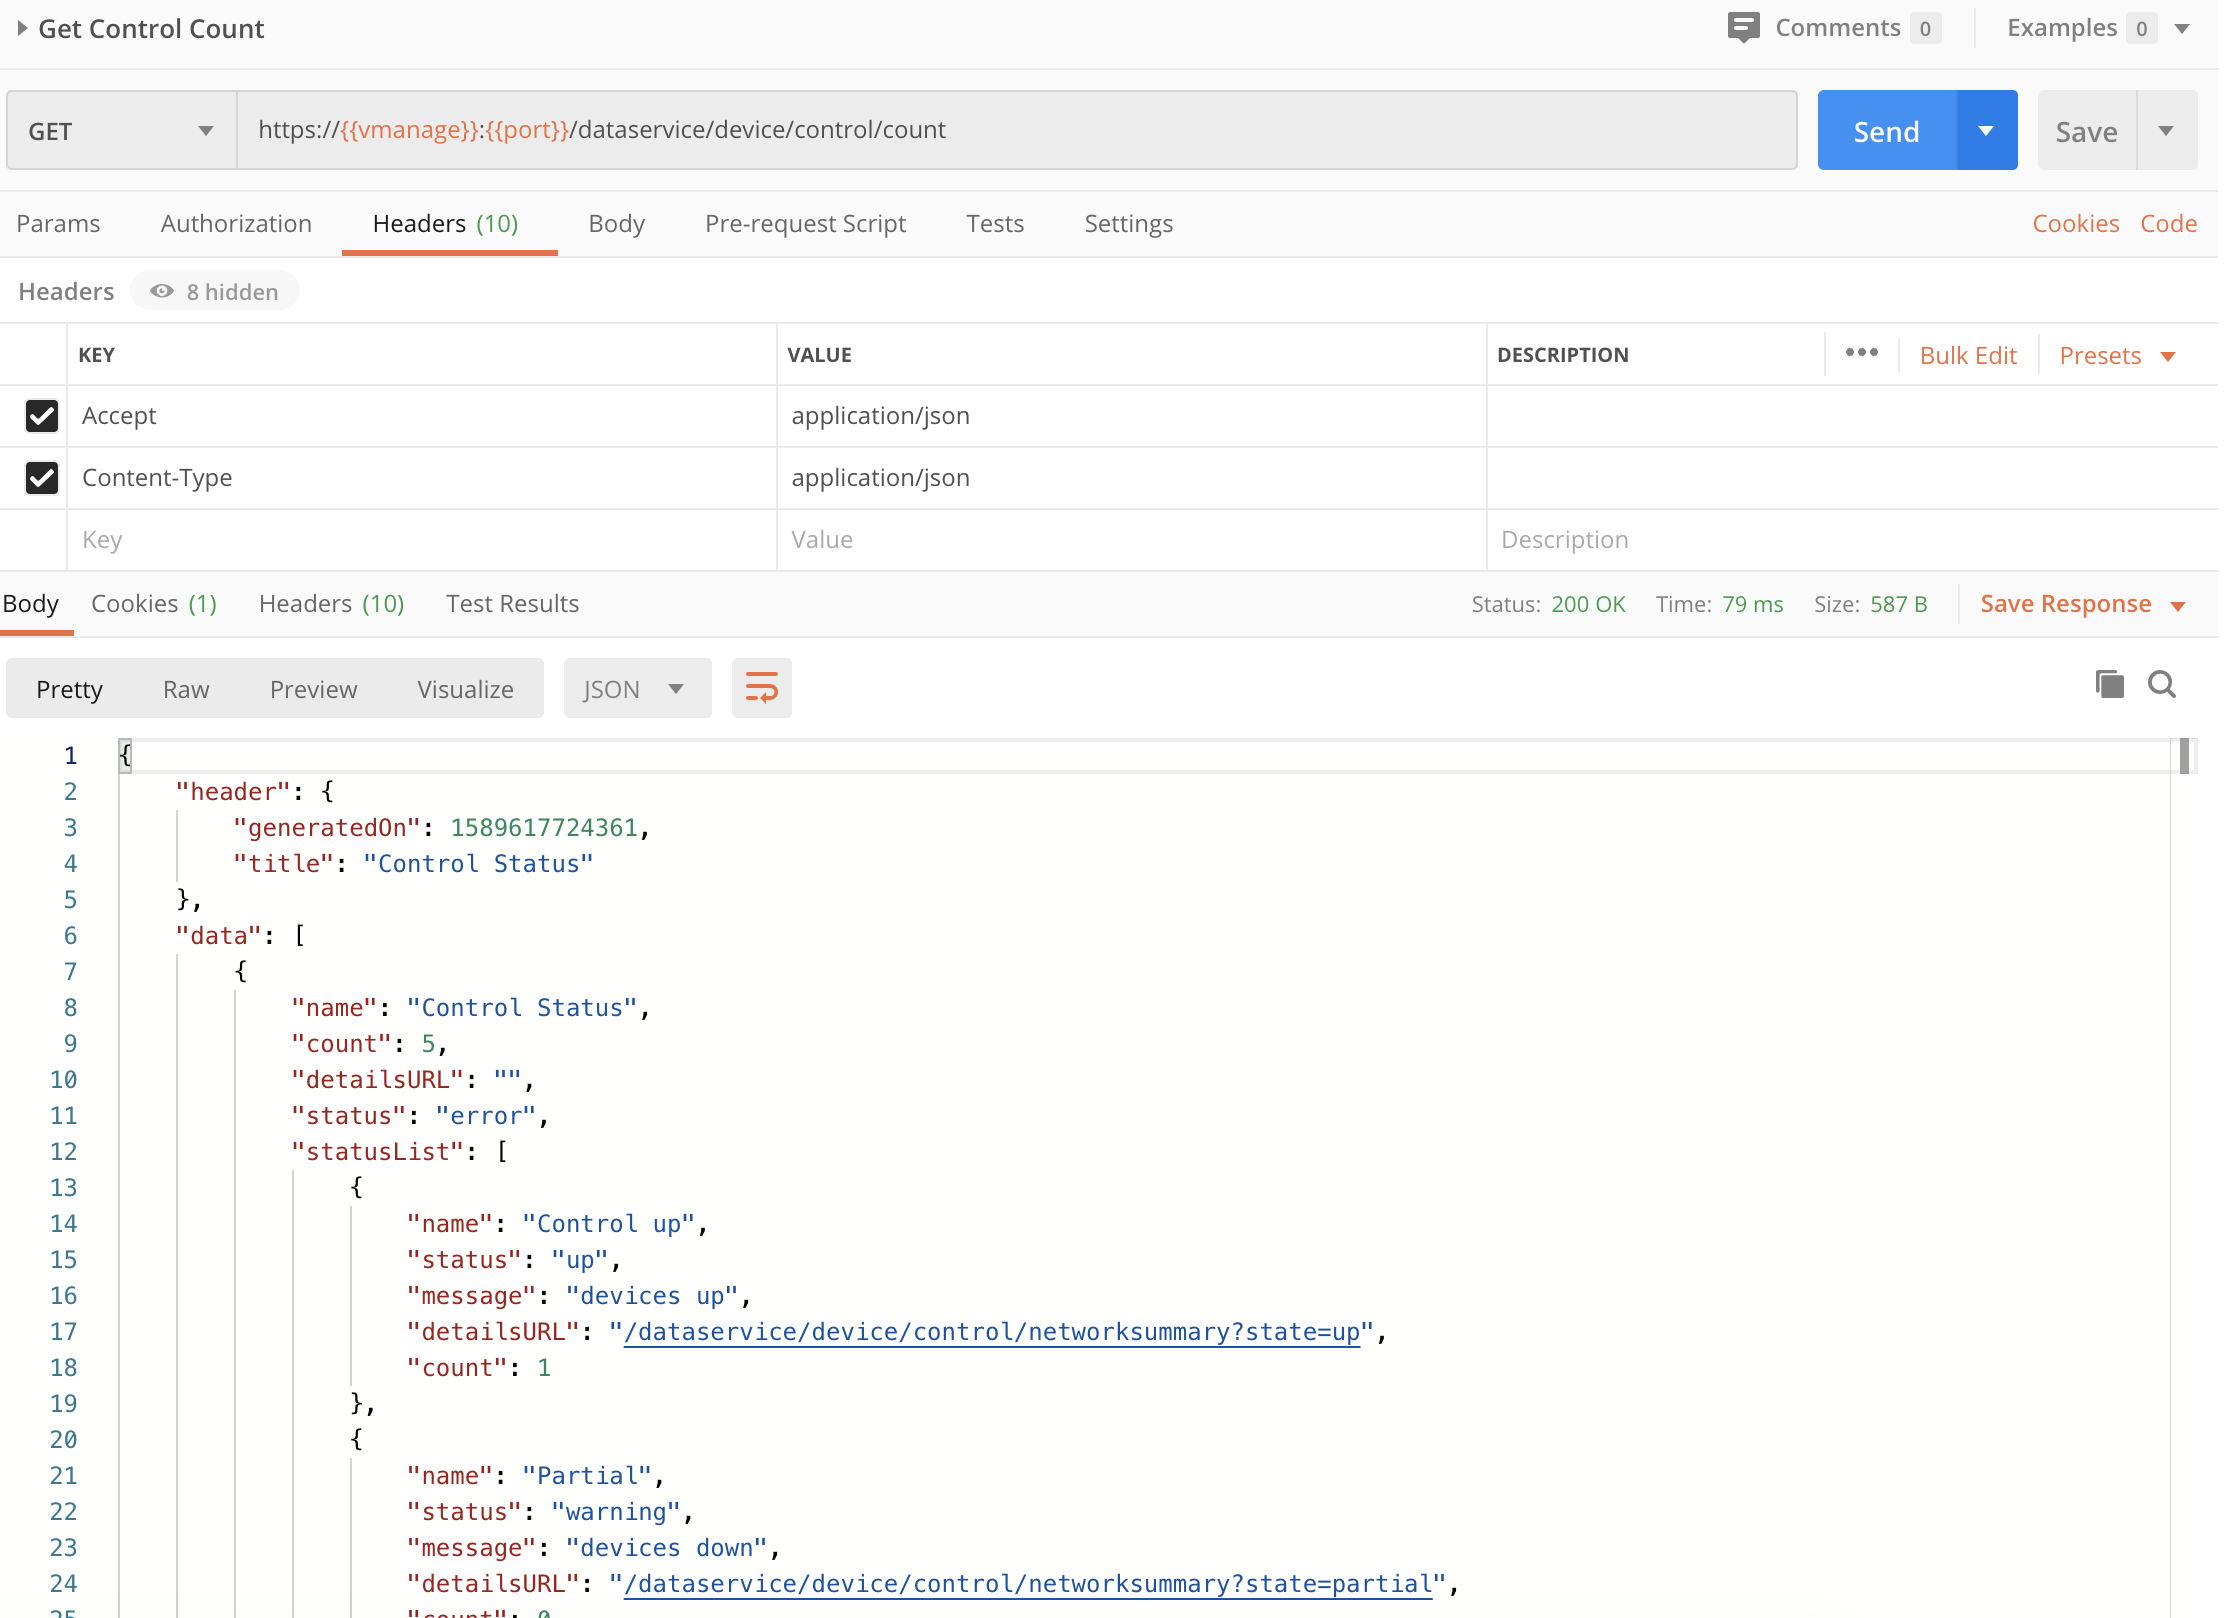 Get Control Count
Comments 0
Examples 0
GET
https://{{vmanage}}:{{port}}/dataservice/device/control/count
Send
Save
Params Authorization Headers (10) Body Pre-request Script Tests Settings
Cookies Code
Headers 8 hidden
KEY VALUE DESCRIPTION ••• Bulk Edit Presets
Accept application/json
Content-Type application/json
Key Value Description
Body Cookies (1) Headers (10) Test Results
Status: 200 OK Time: 79 ms Size: 587 B Save Response
Pretty Raw Preview Visualize JSON
1 {
2 "header": {
3 "generatedOn": 1589617724361,
4 "title": "Control Status"
5 },
6 "data": [
7 {
8 "name": "Control Status",
9 "count": 5,
10 "detailsURL": "",
11 "status": "error",
12 "statusList": [
13 {
14 "name": "Control up",
15 "status": "up",
16 "message": "devices up",
17 "detailsURL": "/dataservice/device/control/networksummary?state=up",
18 "count": 1
19 },
20 {
21 "name": "Partial",
22 "status": "warning",
23 "message": "devices down",
24 "detailsURL": "/dataservice/device/control/networksummary?state=partial",
25 "count": 0